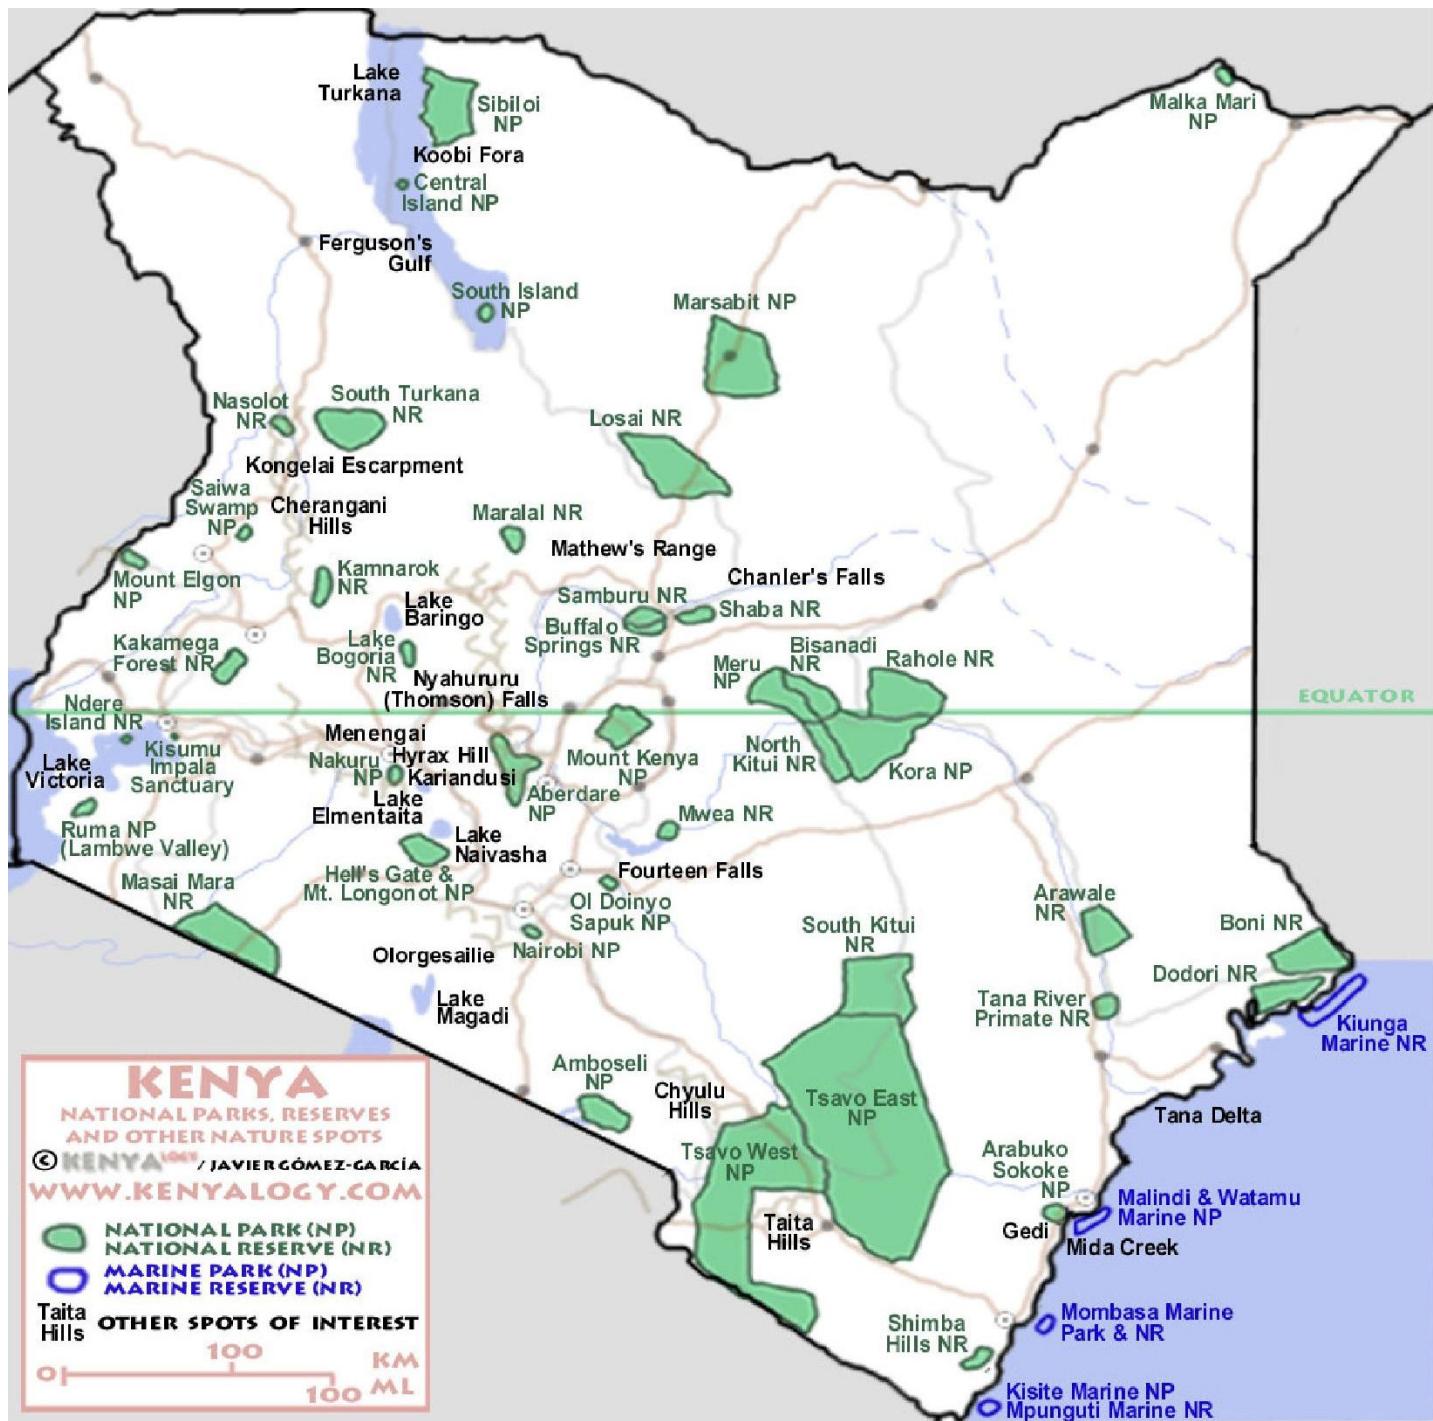 Lake
Turkana
Sibiloi
NP
Koobi Fora
Central
Island NP
Malka Mari
NP
Ferguson's
Gulf
South Island
NP
Marsabit NP
Nasolot
NR
South Turkana
NR
Losai NR
Kongelai Escarpment
Saiwa
Swamp
NP
Cherangani
Hills
Maralal NR
Mathew's Range
Mount Elgon
NP
Kamnarok
NR
Chanler's Falls
Lake
Baringo
Samburu NR
Shaba NR
Buffalo
Springs NR
Kakamega
Forest NR
Lake
Bogoria
NR
Bisanadi
NR
Meru
NP
Rahole NR
Nyahururu
(Thomson) Falls
EQUATOR
Ndere
Island NR
Menengai
Kisumu
Impala
Sanctuary
Nakuru
NP
Hyrax Hill
Kariandusi
Mount Kenya
NP
North
Kitui NR
Kora NP
Lake
Victoria
Lake
Elmentaita
Aberdare
NP
Mwea NR
Ruma NP
(Lambwe Valley)
Lake
Naivasha
Hell's Gate &
Mt. Longonot NP
Fourteen Falls
Masai Mara
NR
Ol Doinyo
Sapuk NP
Arawale
NR
South Kitui
NR
Boni NR
Nairobi NP
Olorgesailie
Dodori NR
Lake
Magadi
Tana River
Primate NR
Kiunga
Marine NR
Amboseli
NP
Chyulu
Hills
Tsavo East
NP
Tana Delta
Tsavo West
NP
Arabuko
Sokoke
NP
Malindi & Watamu
Marine NP
Taita
Hills
Gedi
Mida Creek
Mombasa Marine
Park & NR
Shimba
Hills NR
Kisite Marine NP
Mpunguti Marine NR
KENYA
NATIONAL PARKS, RESERVES
AND OTHER NATURE SPOTS
© KENYALOGY / JAVIER GÓMEZ-GARCÍA
WWW.KENYALOGY.COM
NATIONAL PARK (NP)
NATIONAL RESERVE (NR)
MARINE PARK (NP)
MARINE RESERVE (NR)
Taita
Hills
OTHER SPOTS OF INTEREST
100
0
KM
100
ML